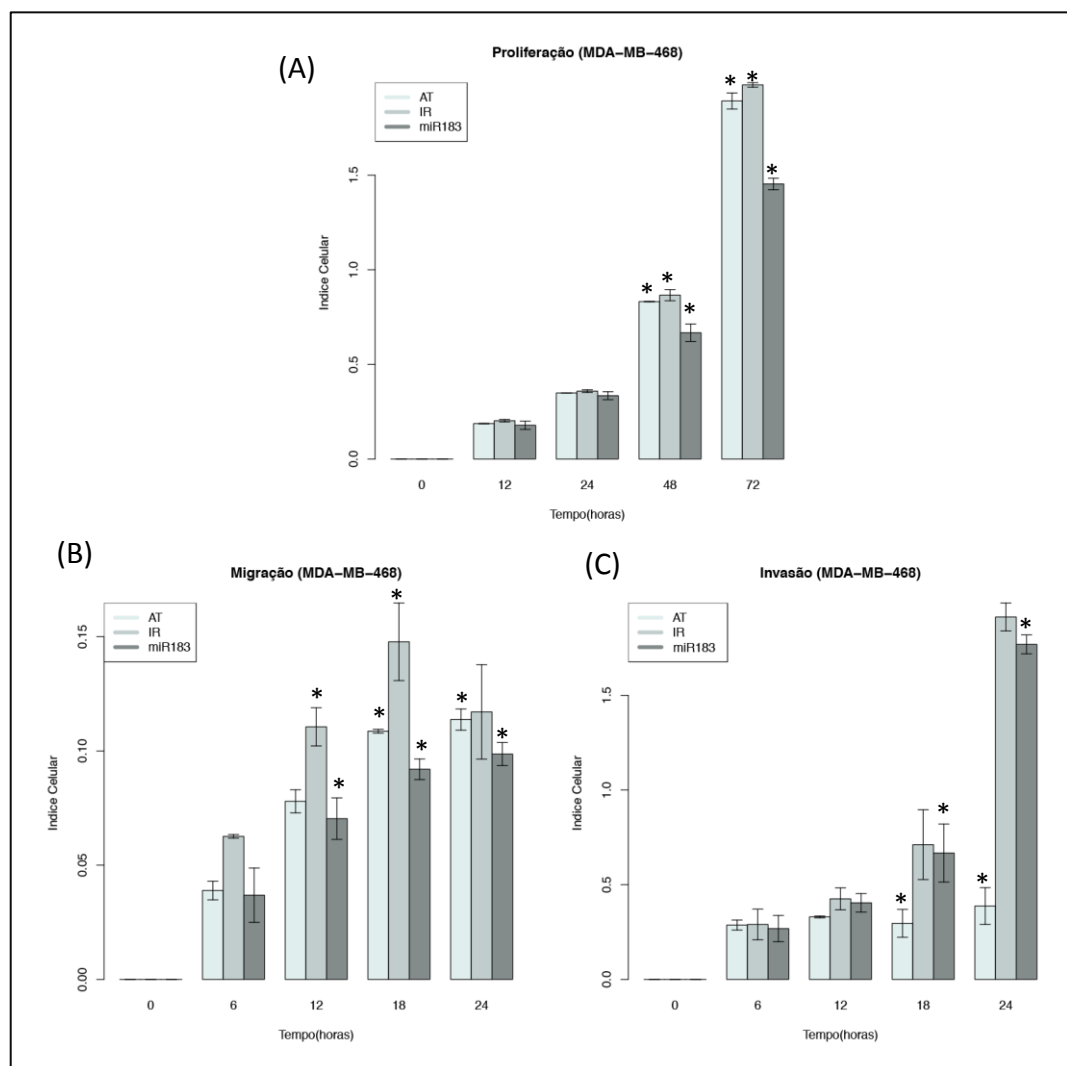 (A)
Proliferação (MDA−MB−468)
AT
IR
miR183
* * *
* * *
Indice Celular
0.0 0.5 1.0 1.5
0 12 24 48 72
Tempo(horas)
(B)
Migração (MDA−MB−468)
AT
IR
miR183
* *
* * *
* *
Indice Celular
0.00 0.05 0.10 0.15
0 6 12 18 24
Tempo(horas)
(C)
Invasão (MDA−MB−468)
AT
IR
miR183
* *
* *
Indice Celular
0.0 0.5 1.0 1.5
0 6 12 18 24
Tempo(horas)